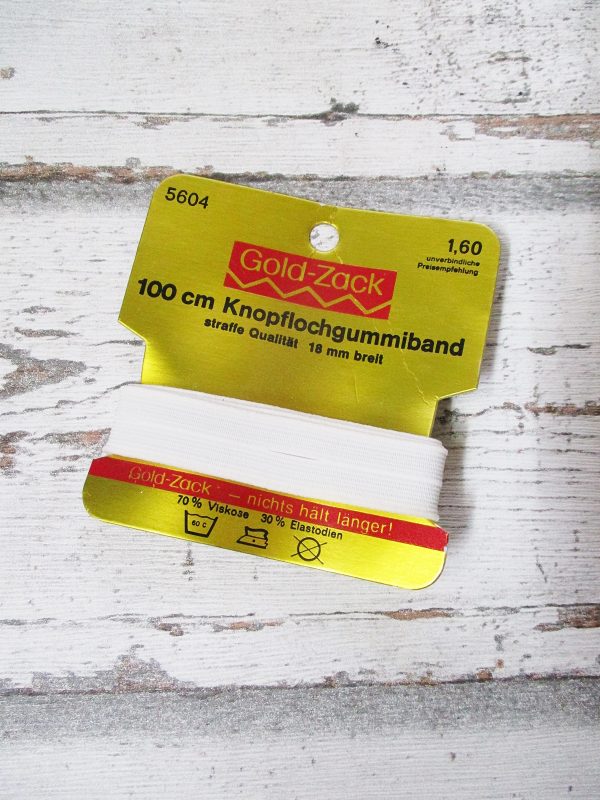 5604
1,60
unverbindliche
Preisempfehlung
Gold-Zack
100 cm Knopflochgummiband
straffe Qualität 18 mm breit
Gold-Zack - nichts hält länger!
70% Viskose 30% Elastodien
60 C